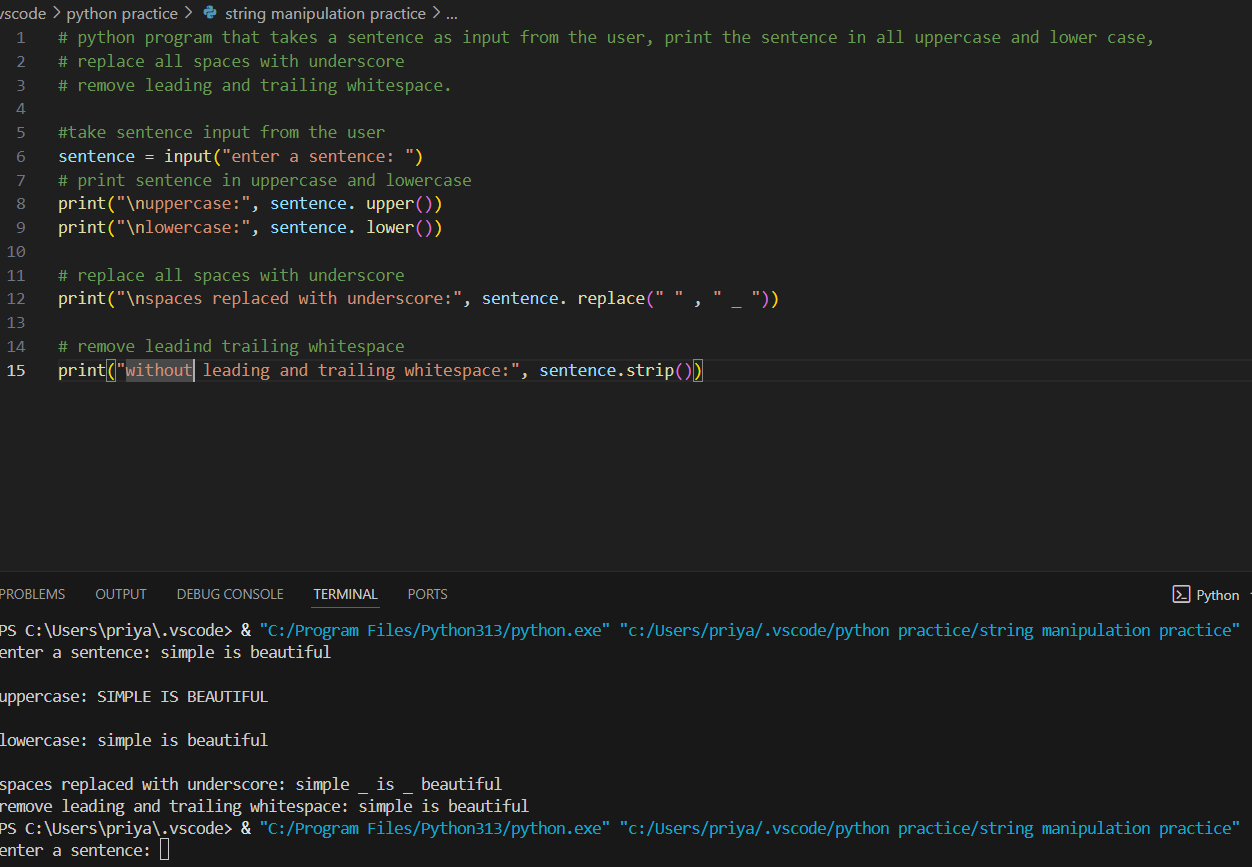 vscode > python practice > string manipulation practice > ...
1 # python program that takes a sentence as input from the user, print the sentence in all uppercase and lower case,
2 # replace all spaces with underscore
3 # remove leading and trailing whitespace.
4
5 #take sentence input from the user
6 sentence = input("enter a sentence: ")
7 # print sentence in uppercase and lowercase
8 print("\nuppercase:", sentence. upper())
9 print("\nlowercase:", sentence. lower())
10
11 # replace all spaces with underscore
12 print("\nspaces replaced with underscore:", sentence. replace(" " , " _ "))
13
14 # remove leadind trailing whitespace
15 print("without leading and trailing whitespace:", sentence.strip())
PROBLEMS OUTPUT DEBUG CONSOLE TERMINAL PORTS Python
PS C:\Users\priya\.vscode> & "C:/Program Files/Python313/python.exe" "c:/Users/priya/.vscode/python practice/string manipulation practice"
enter a sentence: simple is beautiful
uppercase: SIMPLE IS BEAUTIFUL
lowercase: simple is beautiful
spaces replaced with underscore: simple _ is _ beautiful
remove leading and trailing whitespace: simple is beautiful
PS C:\Users\priya\.vscode> & "C:/Program Files/Python313/python.exe" "c:/Users/priya/.vscode/python practice/string manipulation practice"
enter a sentence: